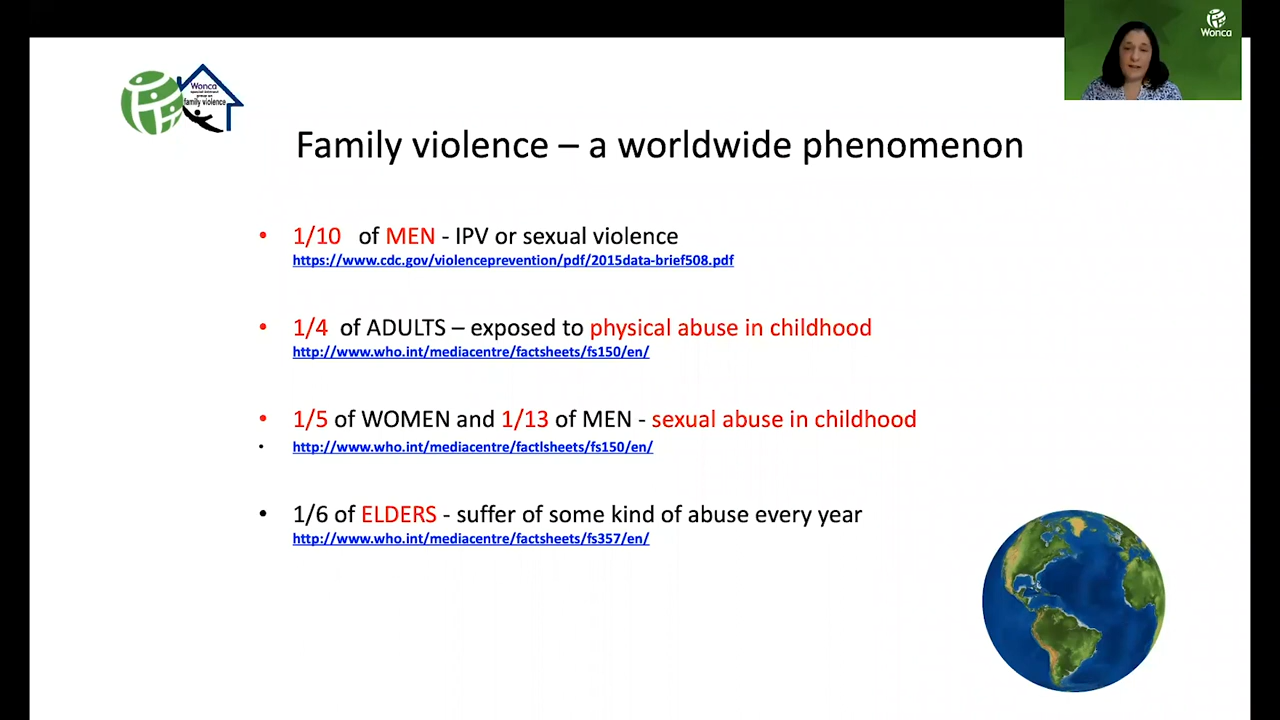 Wonca
Wonca
special interest
group on
family violence
Family violence – a worldwide phenomenon
• 1/10 of MEN - IPV or sexual violence
https://www.cdc.gov/violenceprevention/pdf/2015data-brief508.pdf
• 1/4 of ADULTS – exposed to physical abuse in childhood
http://www.who.int/mediacentre/factsheets/fs150/en/
• 1/5 of WOMEN and 1/13 of MEN - sexual abuse in childhood
• http://www.who.int/mediacentre/factlsheets/fs150/en/
• 1/6 of ELDERS - suffer of some kind of abuse every year
http://www.who.int/mediacentre/factsheets/fs357/en/